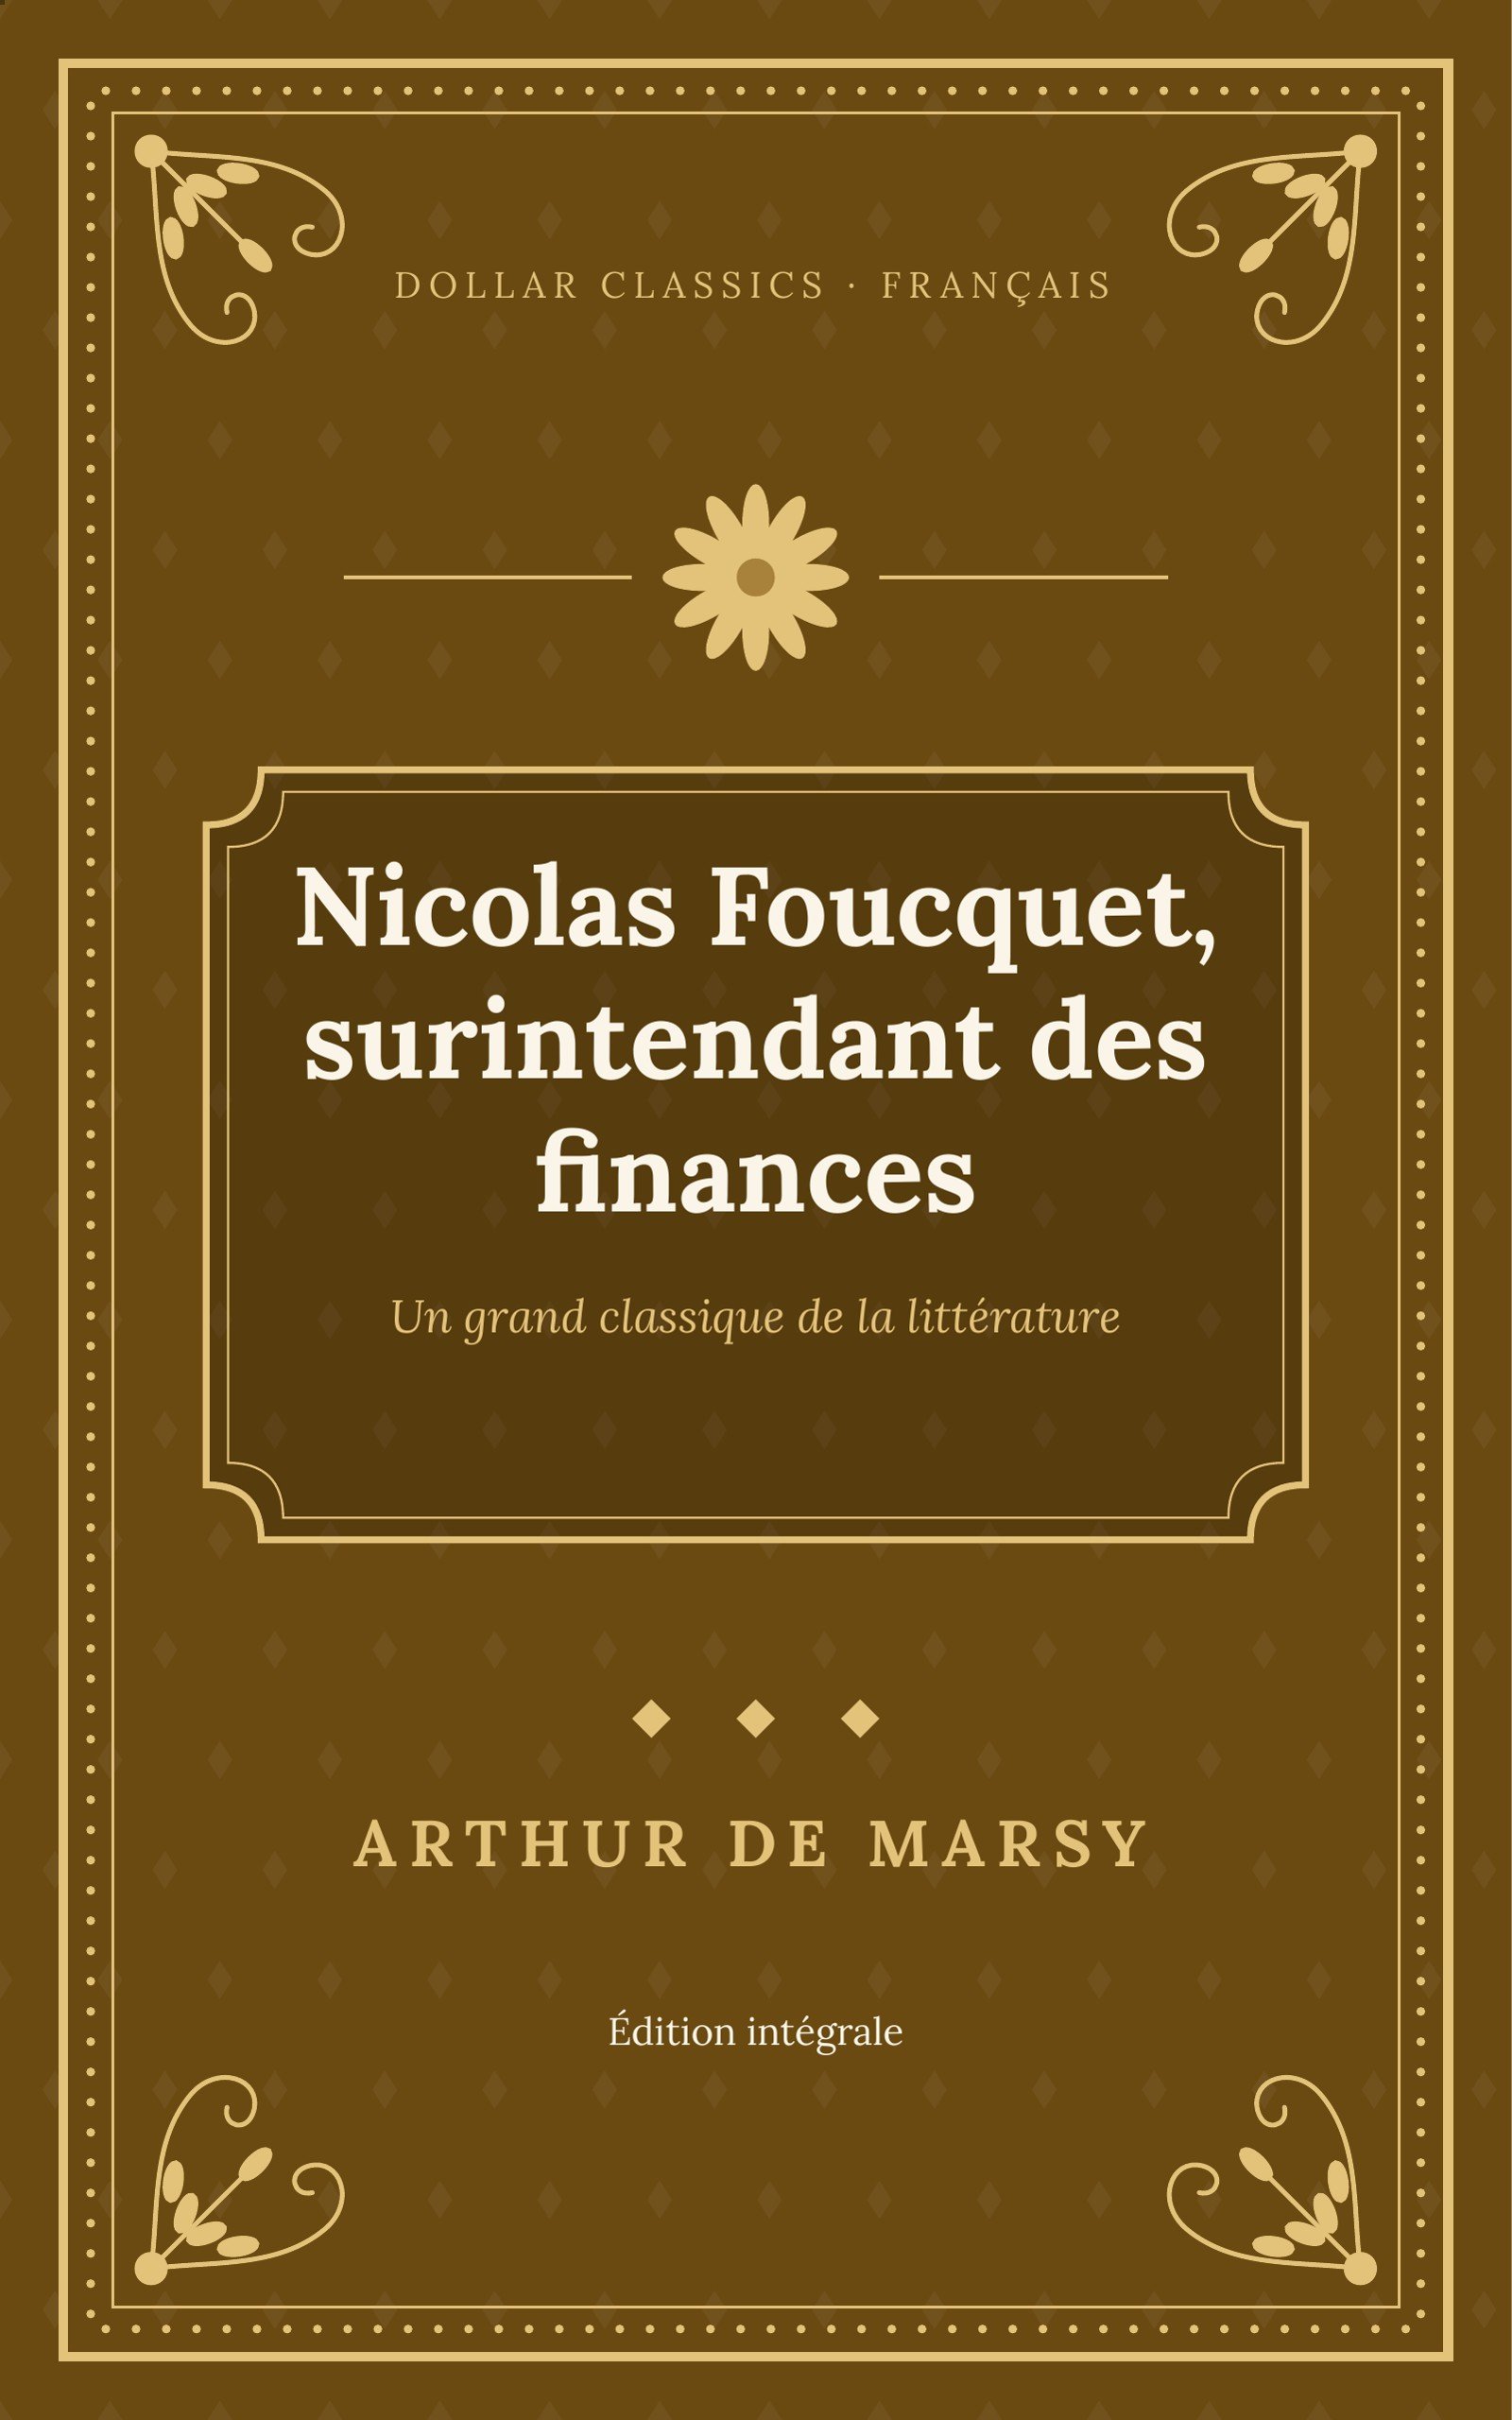 DOLLAR CLASSICS · FRANÇAIS
Nicolas Foucquet,
surintendant des
finances
Un grand classique de la littérature
ARTHUR DE MARSY
Édition intégrale